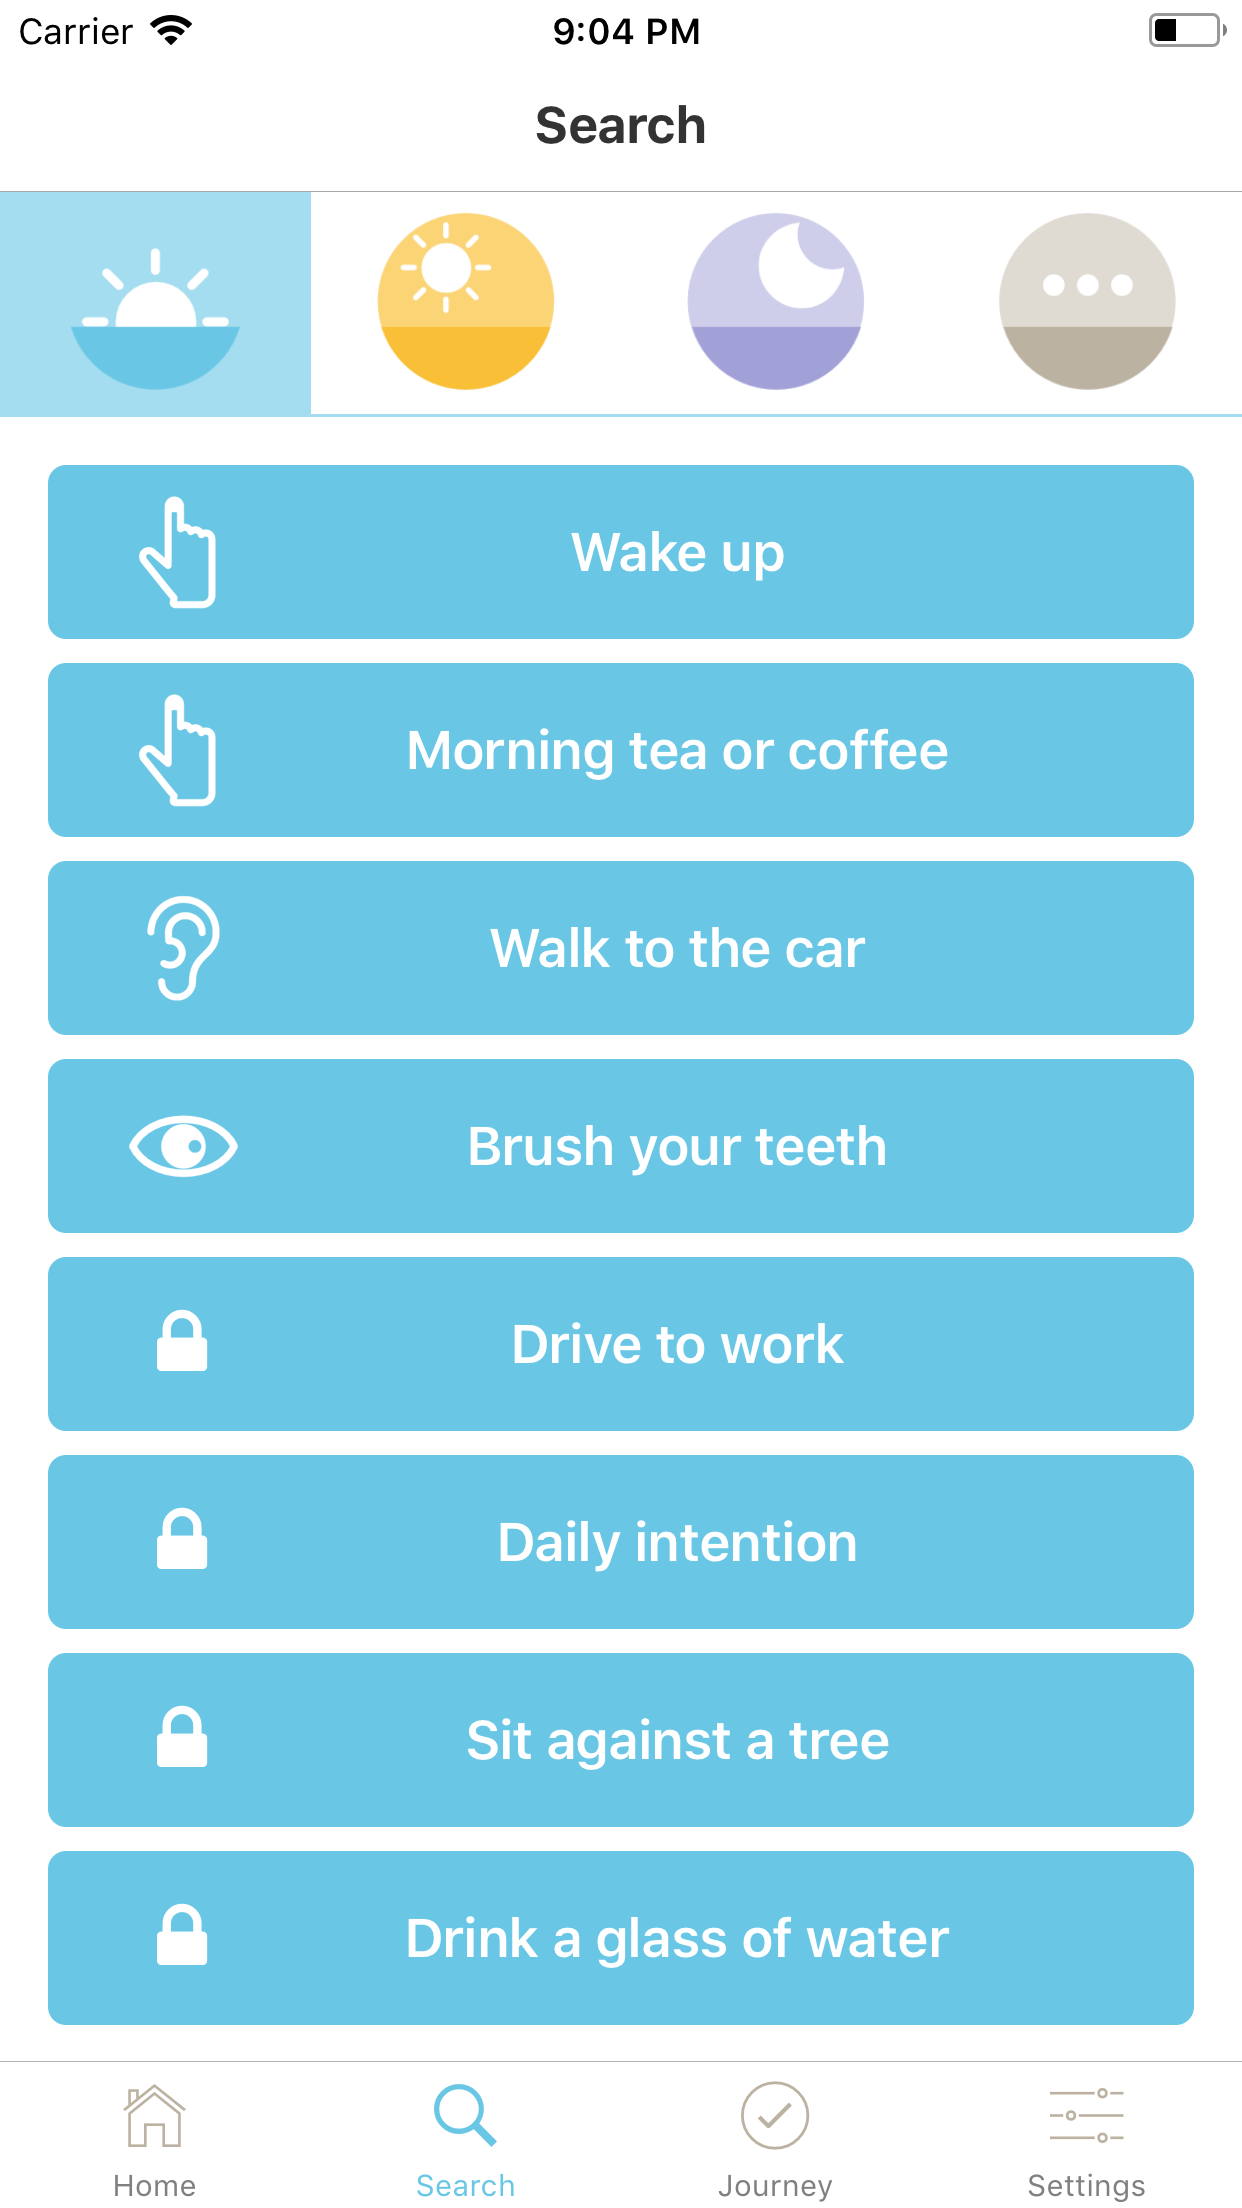 Carrier 9:04 PM
Search
Wake up
Morning tea or coffee
Walk to the car
Brush your teeth
Drive to work
Daily intention
Sit against a tree
Drink a glass of water
Home Search Journey Settings